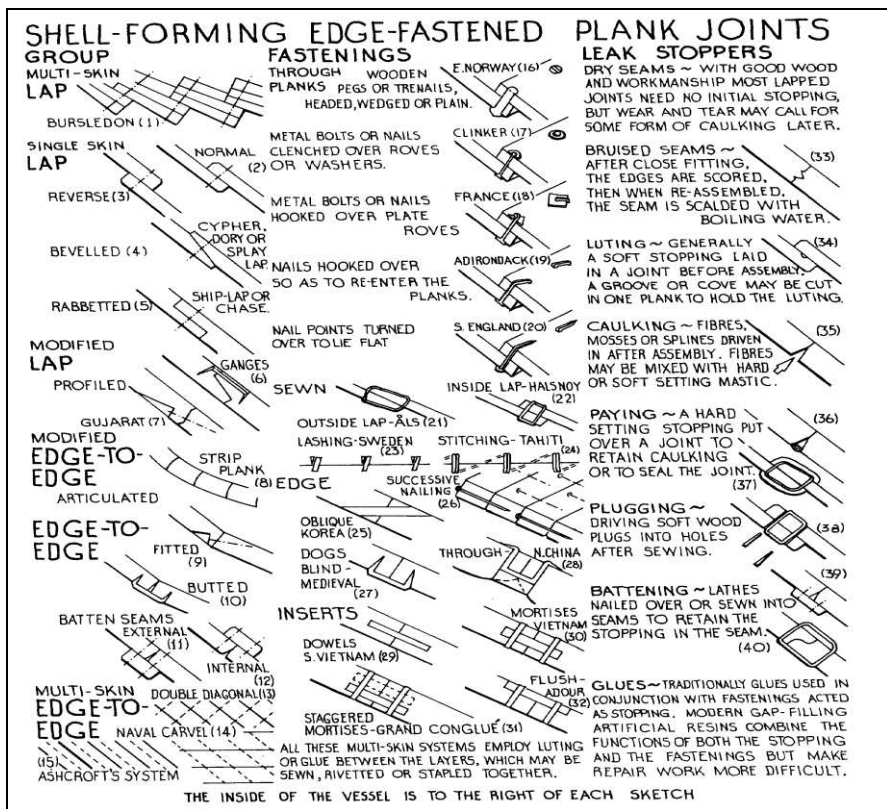 SHELL-FORMING EDGE-FASTENED PLANK JOINTS
GROUP
MULTI-SKIN
LAP
BURSLEDON (1)
SINGLE SKIN
LAP
NORMAL
(2)
REVERSE (3)
BEVELLED (4)
CYPHER,
DORY OR
SPLAY
LAP.
RABBETTED (5)
SHIP-LAP OR
CHASE.
MODIFIED
LAP
GANGES
(6)
PROFILED
GUJARAT (7)
MODIFIED
EDGE-TO-
EDGE
STRIP
PLANK
(8)
ARTICULATED
EDGE-TO-
EDGE
FITTED
(9)
BUTTED
(10)
BATTEN SEAMS
EXTERNAL
(11)
INTERNAL
(12)
MULTI-SKIN
EDGE-TO-
EDGE
DOUBLE DIAGONAL (13)
NAVAL CARVEL (14)
(15)
ASHCROFT'S SYSTEM
FASTENINGS
THROUGH
PLANKS
WOODEN
PEGS OR TRENAILS,
HEADED, WEDGED OR PLAIN.
E. NORWAY (16)
METAL BOLTS OR NAILS
CLENCHED OVER ROVES
OR WASHERS.
CLINKER (17)
METAL BOLTS OR NAILS
HOOKED OVER PLATE
ROVES
FRANCE (18)
NAILS HOOKED OVER
SO AS TO RE-ENTER THE
PLANKS.
ADIRONDACK (19)
NAIL POINTS TURNED
OVER TO LIE FLAT
S. ENGLAND (20)
SEWN
OUTSIDE LAP-ÅLS (21)
INSIDE LAP-HALSNOY
(22)
LASHING-SWEDEN
(23)
STITCHING-TAHITI
(24)
EDGE
OBLIQUE
KOREA (25)
SUCCESSIVE
NAILING
(26)
DOGS
BLIND-
MEDIEVAL
(27)
THROUGH-
N.CHINA
(28)
INSERTS
DOWELS
S. VIETNAM (29)
MORTISES
VIETNAM
(30)
STAGGERED
MORTISES-GRAND CONGLUÉ (31)
FLUSH-
ADOUR
(32)
ALL THESE MULTI-SKIN SYSTEMS EMPLOY LUTING
OR GLUE BETWEEN THE LAYERS, WHICH MAY BE
SEWN, RIVETTED OR STAPLED TOGETHER.
LEAK STOPPERS
DRY SEAMS ~ WITH GOOD WOOD
AND WORKMANSHIP MOST LAPPED
JOINTS NEED NO INITIAL STOPPING,
BUT WEAR AND TEAR MAY CALL FOR
SOME FORM OF CAULKING LATER.
BRUISED SEAMS ~
AFTER CLOSE FITTING,
THE EDGES ARE SCORED,
THEN WHEN RE-ASSEMBLED,
THE SEAM IS SCALDED WITH
BOILING WATER.
(33)
LUTING ~ GENERALLY
A SOFT STOPPING LAID
IN A JOINT BEFORE ASSEMBLY.
A GROOVE OR COVE MAY BE CUT
IN ONE PLANK TO HOLD THE LUTING.
(34)
CAULKING ~ FIBRES,
MOSSES OR SPLINES DRIVEN
IN AFTER ASSEMBLY. FIBRES
MAY BE MIXED WITH HARD
OR SOFT SETTING MASTIC.
(35)
PAYING ~ A HARD
SETTING STOPPING PUT
OVER A JOINT TO
RETAIN CAULKING
OR TO SEAL THE JOINT.
(36)
(37)
PLUGGING ~
DRIVING SOFT WOOD
PLUGS INTO HOLES
AFTER SEWING.
(38)
BATTENING ~ LATHES
NAILED OVER OR SEWN INTO
SEAMS TO RETAIN THE
STOPPING IN THE SEAM.
(39)
(40)
GLUES ~ TRADITIONALLY GLUES USED IN
CONJUNCTION WITH FASTENINGS ACTED
AS STOPPING. MODERN GAP-FILLING
ARTIFICIAL RESINS COMBINE THE
FUNCTIONS OF BOTH THE STOPPING
AND THE FASTENINGS BUT MAKE
REPAIR WORK MORE DIFFICULT.
THE INSIDE OF THE VESSEL IS TO THE RIGHT OF EACH SKETCH